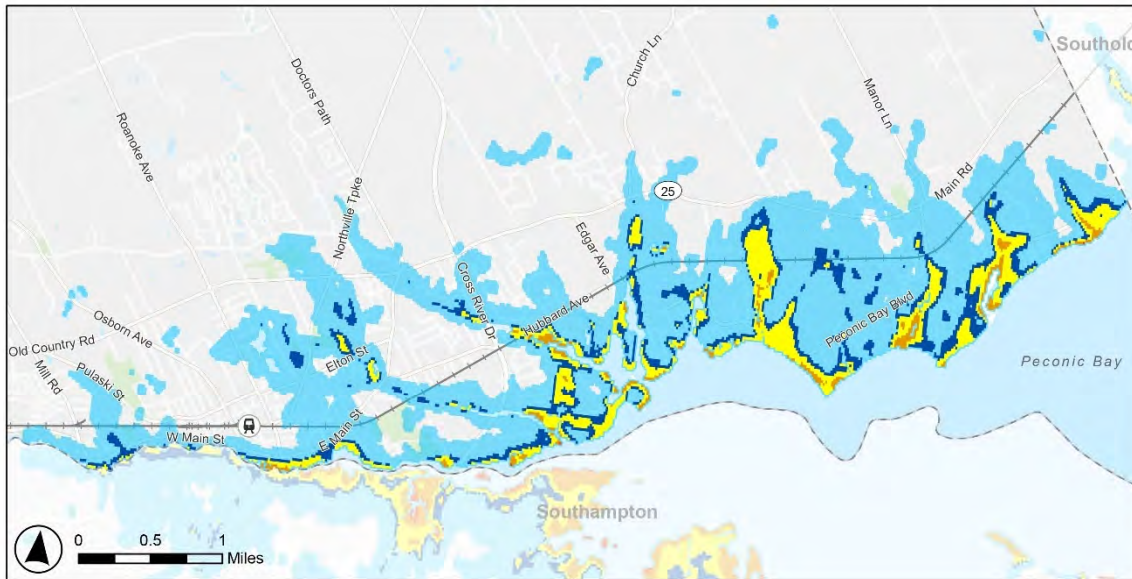 Southold
Church Ln
Doctors Path
Manor Ln
Roanoke Ave
Main Rd
25
Northville Tpke
Edgar Ave
Cross River Dr
Hubbard Ave
Peconic Bay Blvd
Osborn Ave
Old Country Rd
Elton St
Peconic Bay
Mill Rd
Pulaski St
E Main St
W Main St
Southampton
0 0.5 1
Miles